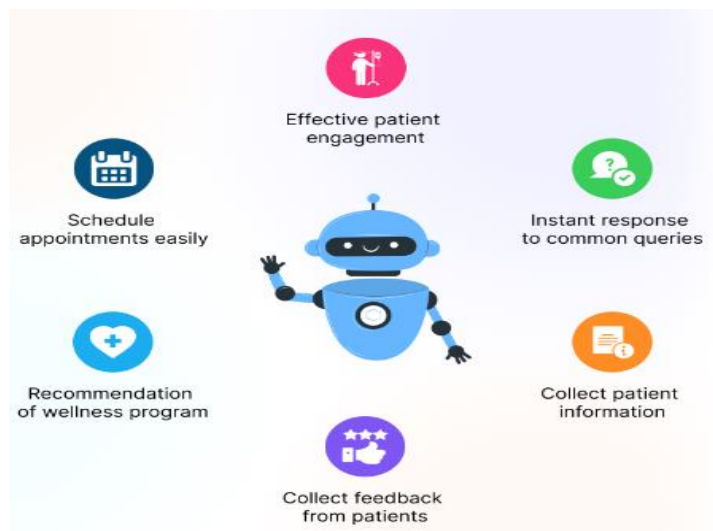 Effective patient
engagement
Schedule
appointments easily
Instant response
to common queries
Recommendation
of wellness program
Collect patient
information
Collect feedback
from patients